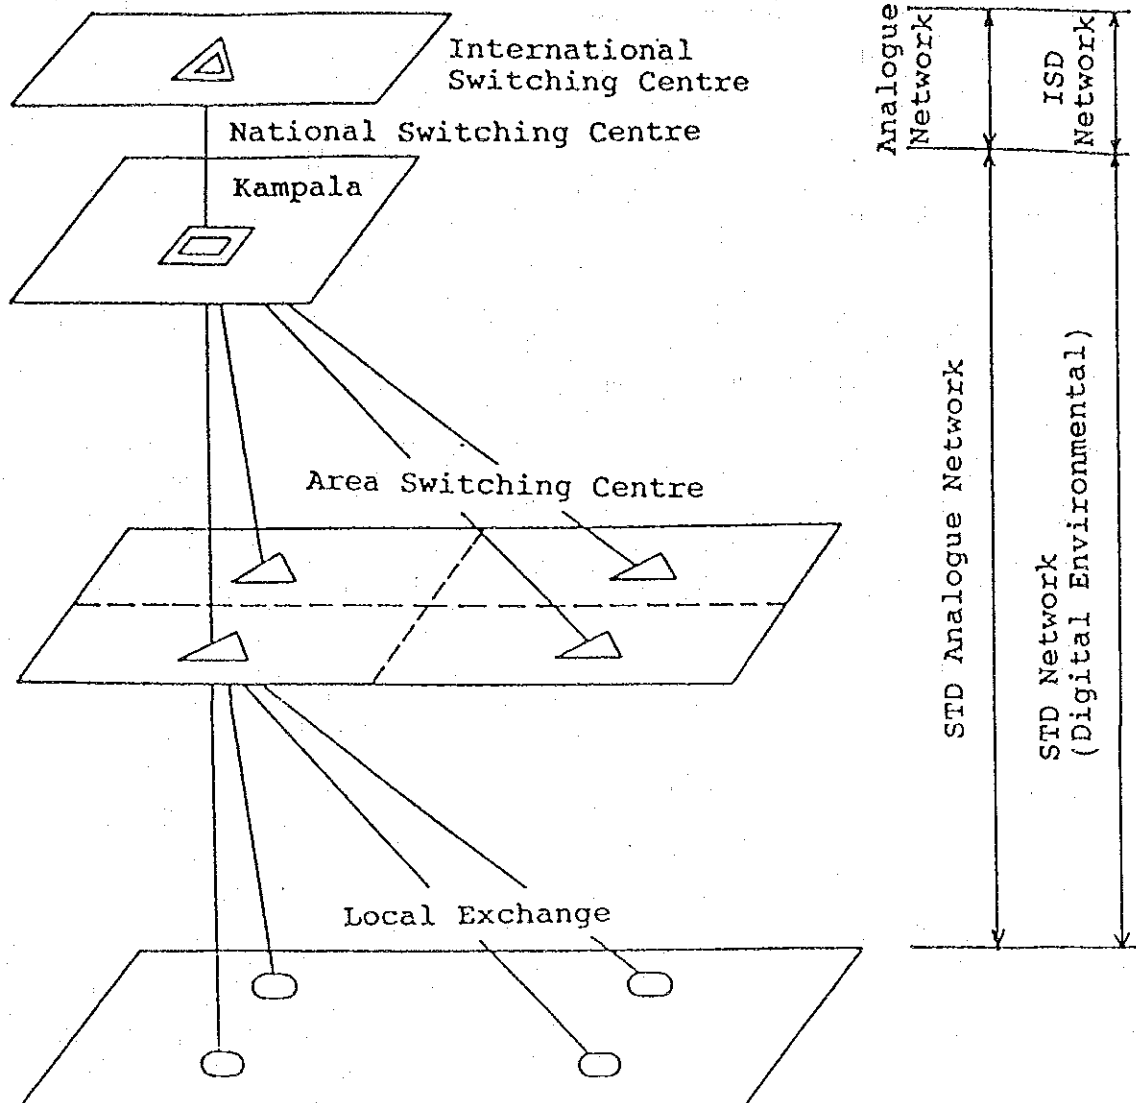 International
Switching Centre
National Switching Centre
Kampala
Area Switching Centre
Local Exchange
Analogue
Network
ISD
Network
STD Analogue Network
STD Network
(Digital Environmental)